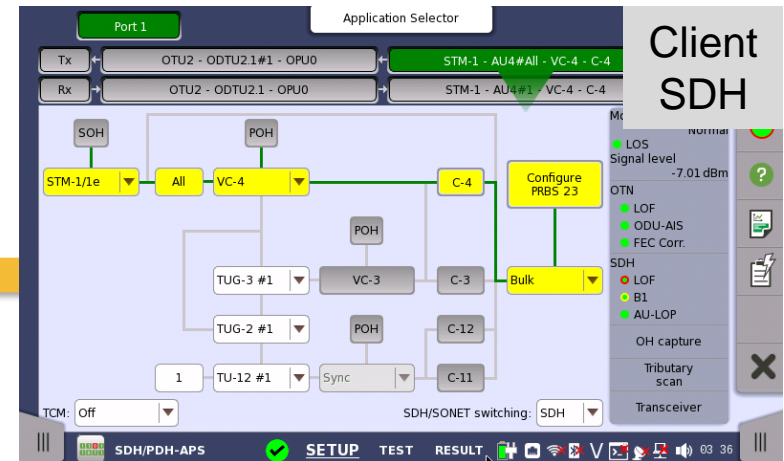 Application Selector
Port 1
Client
SDH
Tx
OTU2 - ODTU2.1#1 - OPU0
STM-1 - AU4#All - VC-4 - C-4
Rx
OTU2 - ODTU2.1 - OPU0
STM-1 - AU4#1 - VC-4 - C-4
Normal
LOS
Signal level
-7.01 dBm
OTN
LOF
ODU-AIS
FEC Corr.
SDH
LOF
B1
AU-LOP
OH capture
Tributary
scan
Transceiver
SOH
POH
STM-1/1e
All
VC-4
C-4
Configure
PRBS 23
POH
TUG-3 #1
VC-3
C-3
Bulk
TUG-2 #1
POH
C-12
1
TU-12 #1
Sync
C-11
TCM: Off
SDH/SONET switching: SDH
SDH/PDH-APS
SETUP
TEST
RESULT
03 36